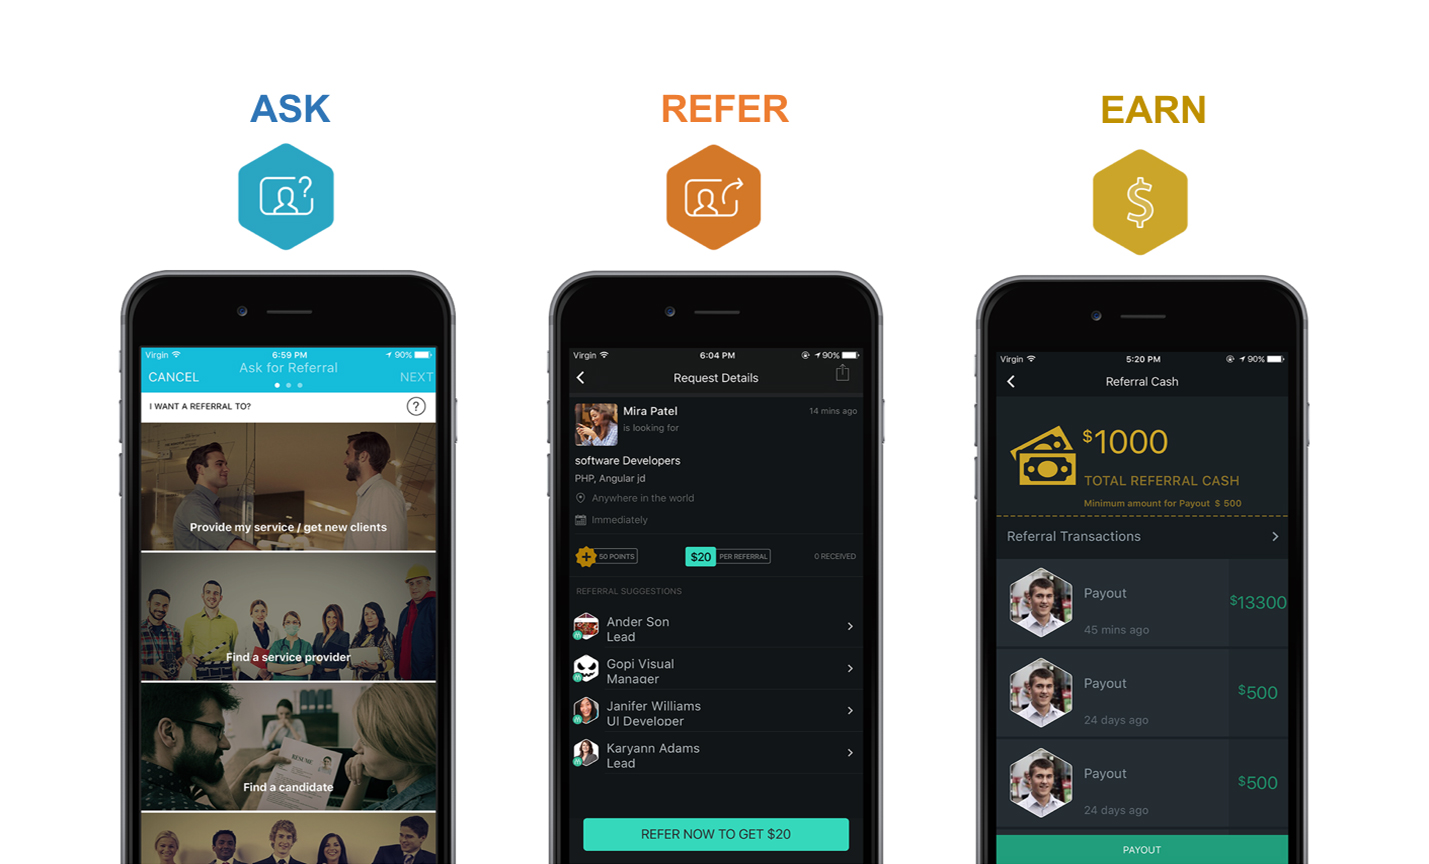 ASK
REFER
EARN
Virgin 6:59 PM 90%
CANCEL Ask for Referral NEXT
I WANT A REFERRAL TO? ?
Provide my service / get new clients
Find a service provider
RESUME
Find a candidate
Virgin 6:04 PM 90%
Request Details
Mira Patel 14 mins ago
is looking for
software Developers
PHP, Angular jd
Anywhere in the world
Immediately
50 POINTS $20 PER REFERRAL 0 RECEIVED
REFERRAL SUGGESTIONS
Ander Son
Lead
Gopi Visual
Manager
Janifer Williams
UI Developer
Karyann Adams
Lead
REFER NOW TO GET $20
Virgin 5:20 PM 90%
Referral Cash
$1000
TOTAL REFERRAL CASH
Minimum amount for Payout $ 500
Referral Transactions
Payout $13300
45 mins ago
Payout $500
24 days ago
Payout $500
24 days ago
PAYOUT